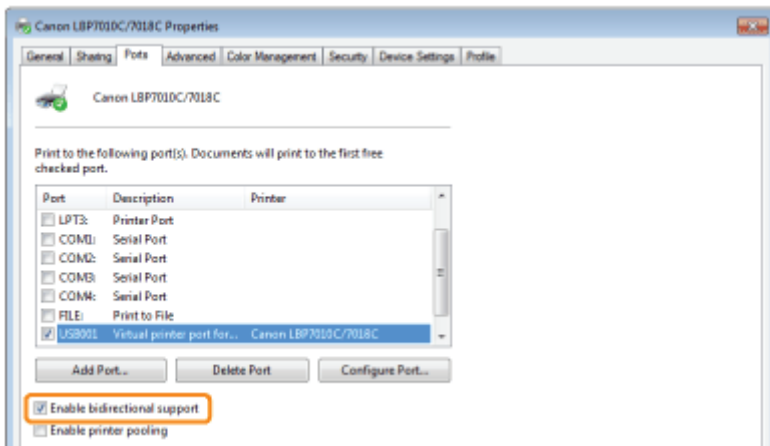 Canon LBP7010C/7018C Properties
General Sharing Ports Advanced Color Management Security Device Settings Profile
Canon LBP7010C/7018C
Print to the following port(s). Documents will print to the first free
checked port.
Port Description Printer
LPT3: Printer Port
COM1: Serial Port
COM2: Serial Port
COM3: Serial Port
COM4: Serial Port
FILE: Print to File
USB001 Virtual printer port for... Canon LBP7010C/7018C
Add Port... Delete Port Configure Port...
Enable bidirectional support
Enable printer pooling